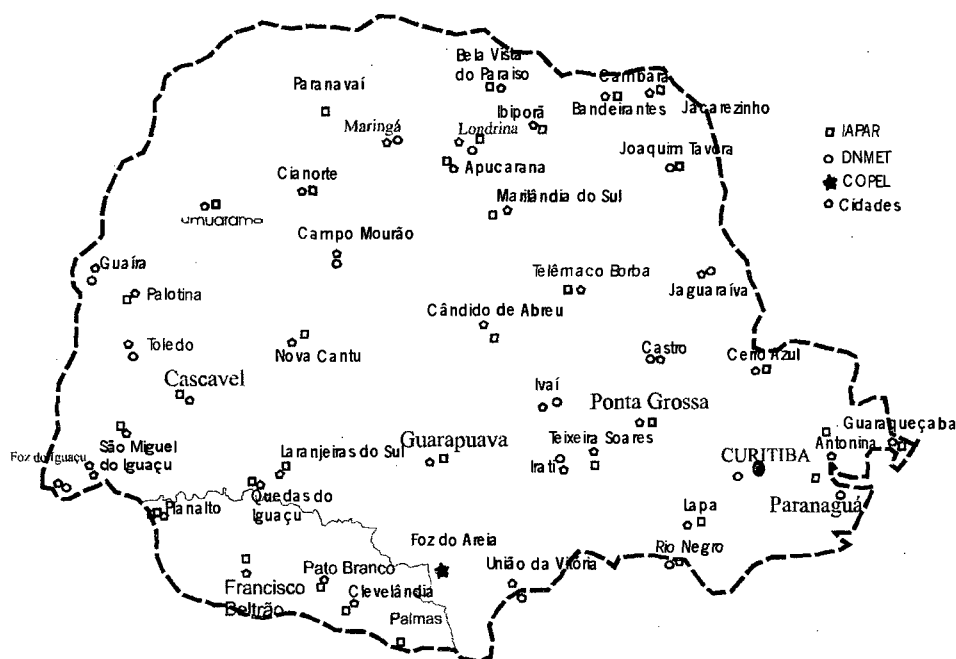 Bela Vista
do Paraiso
Cambará
Paranavaí
Bandeirantes
Jacarezinho
Ibiporã
Maringá
Londrina
IAPAR
DNMET
COPEL
Cidades
Joaquim Tavora
Apucarana
Cianorte
Marilândia do Sul
umuarama
Campo Mourão
Guaíra
Telêmaco Borba
Palotina
Jaguaraíva
Cândido de Abreu
Toledo
Nova Cantu
Castro
Cerro Azul
Cascavel
Ivaí
Ponta Grossa
Guaraqueçaba
São Miguel
do Iguaçu
Foz do Iguaçu
Laranjeiras do Sul
Guarapuava
Teixeira Soares
Antonina
Irati
CURITIBA
Quedas do
Iguaçu
Planalto
Paranaguá
Lapa
Foz do Areia
Rio Negro
União da Vitória
Pato Branco
Francisco
Beltrão
Clevelândia
Palmas